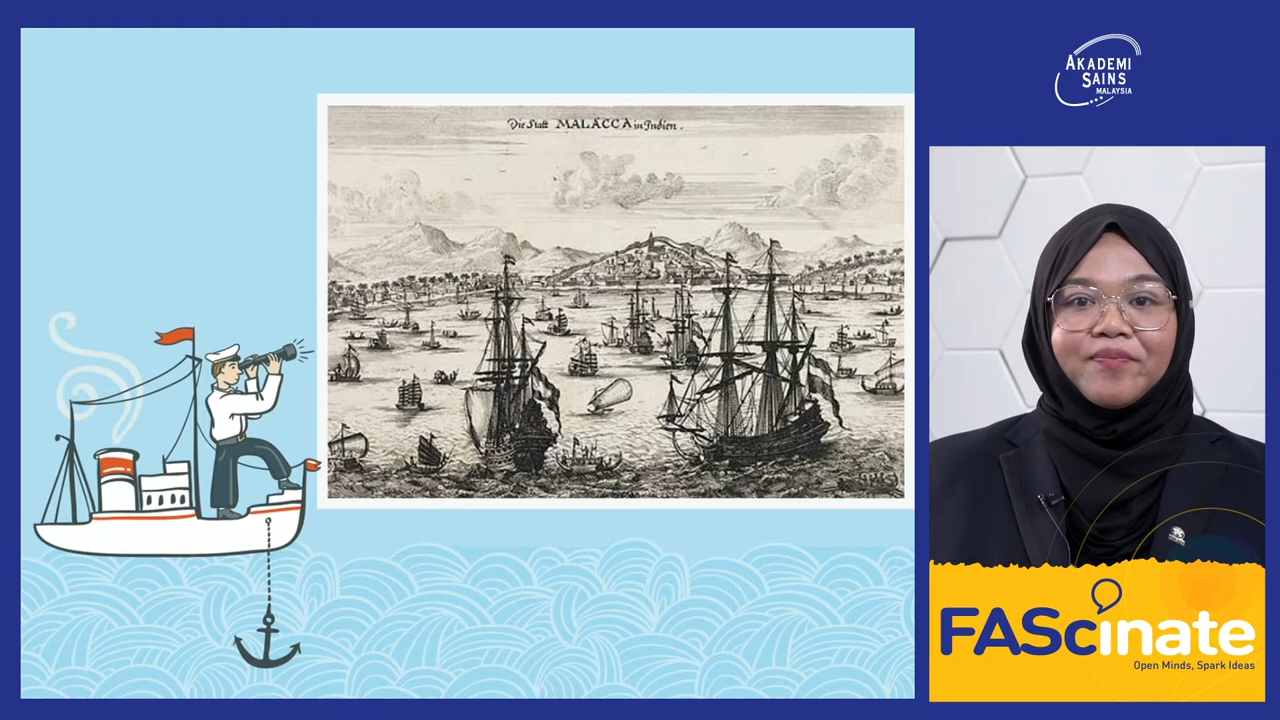 Die Statt MALACCA in Indien.
AKADEMI
SAINS
MALAYSIA
FAScinate
Open Minds, Spark Ideas